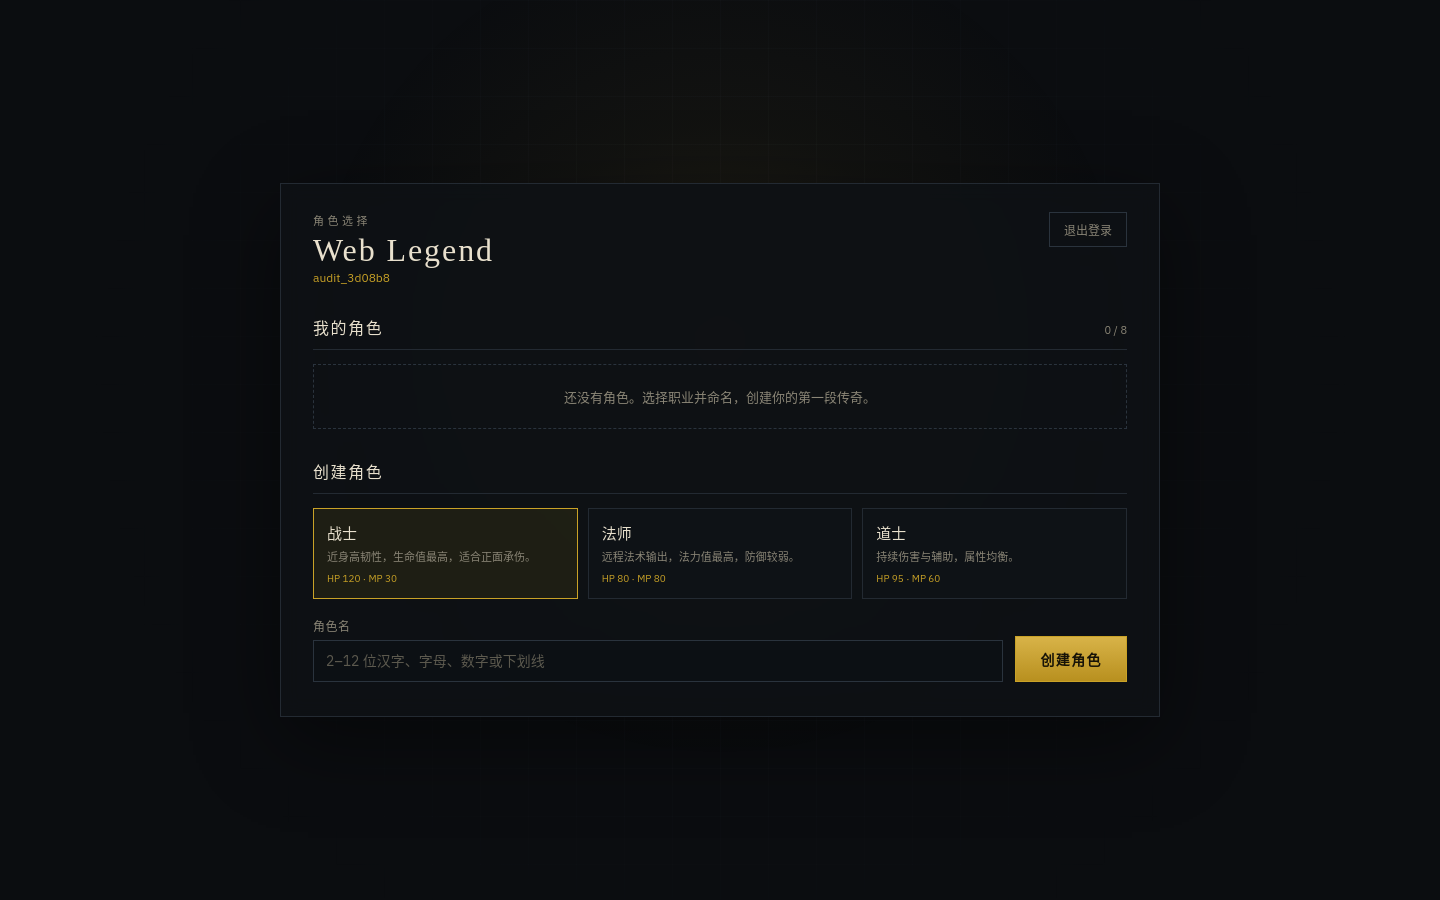 角色选择
Web Legend
audit_3d08b8
退出登录
我的角色
0 / 8
还没有角色。选择职业并命名，创建你的第一段传奇。
创建角色
战士
近身高韧性，生命值最高，适合正面承伤。
HP 120 · MP 30
法师
远程法术输出，法力值最高，防御较弱。
HP 80 · MP 80
道士
持续伤害与辅助，属性均衡。
HP 95 · MP 60
角色名
2–12 位汉字、字母、数字或下划线
创建角色